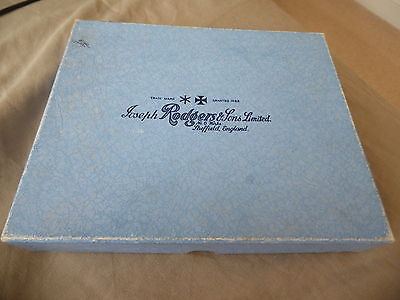 TRADE MARK GRANTED 1682
Joseph Rodgers & Sons Limited.
Sheffield, England.